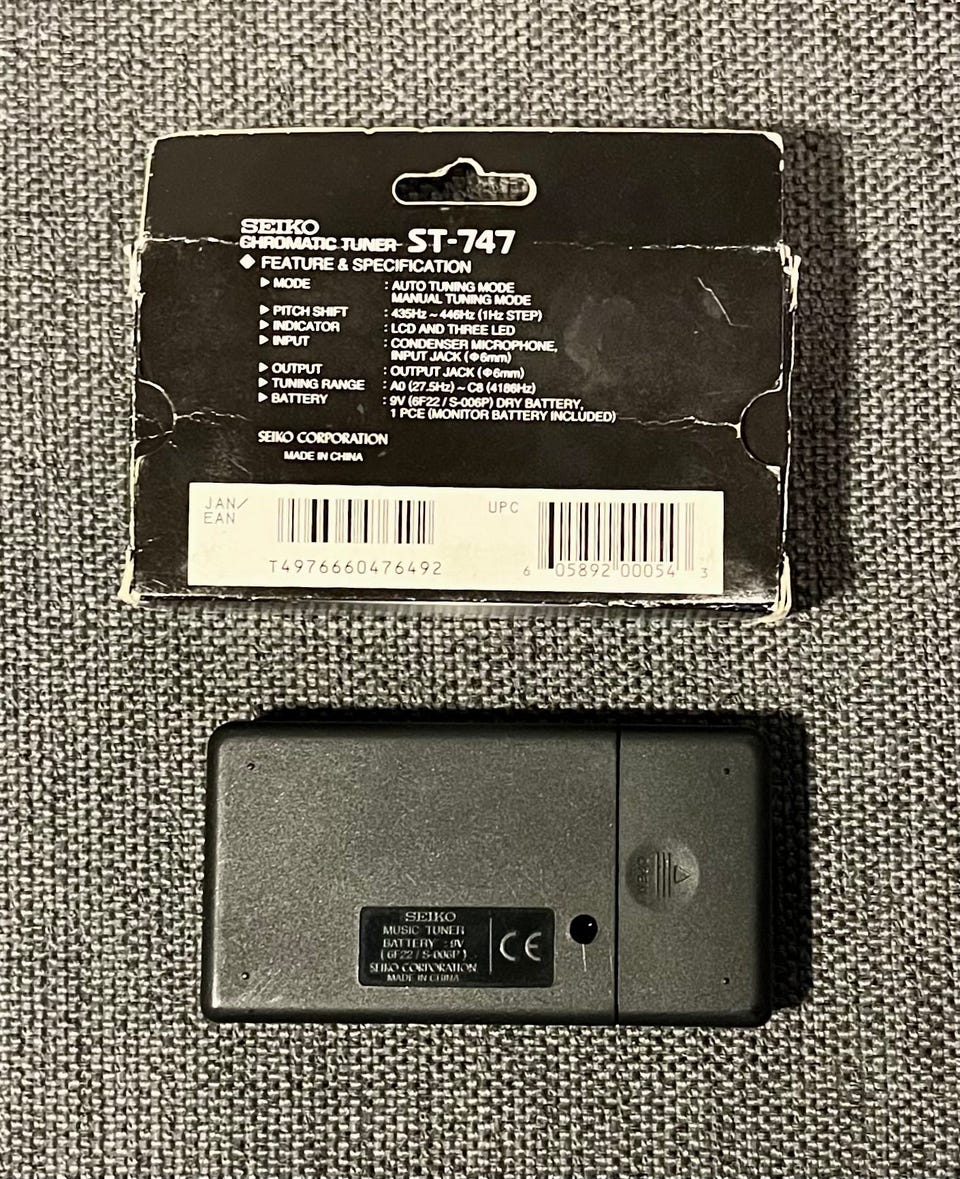 SEIKO
CHROMATIC TUNER ST-747
◆ FEATURE & SPECIFICATION
▶ MODE : AUTO TUNING MODE
MANUAL TUNING MODE
▶ PITCH SHIFT : 435Hz ~ 446Hz (1Hz STEP)
▶ INDICATOR : LCD AND THREE LED
▶ INPUT : CONDENSER MICROPHONE,
INPUT JACK (Φ6mm)
▶ OUTPUT : OUTPUT JACK (Φ6mm)
▶ TUNING RANGE : A0 (27.5Hz) ~ C8 (4186Hz)
▶ BATTERY : 9V (6F22 / S-006P) DRY BATTERY,
1 PCE (MONITOR BATTERY INCLUDED)
SEIKO CORPORATION
MADE IN CHINA
JAN/
EAN
T4976660476492
UPC
6 05892 00054 3
SEIKO
MUSIC TUNER
BATTERY : 9V
( 6F22 / S-006P )
SEIKO CORPORATION
MADE IN CHINA
CE
OPEN